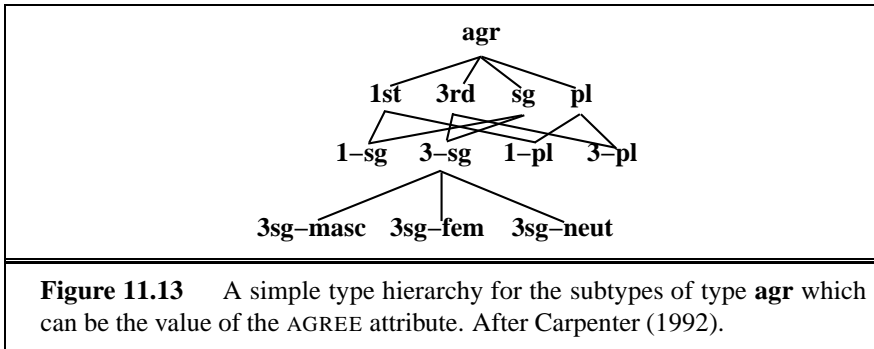 agr
1st 3rd sg pl
1−sg 3−sg 1−pl 3−pl
3sg−masc 3sg−fem 3sg−neut
Figure 11.13 A simple type hierarchy for the subtypes of type agr which
can be the value of the AGREE attribute. After Carpenter (1992).